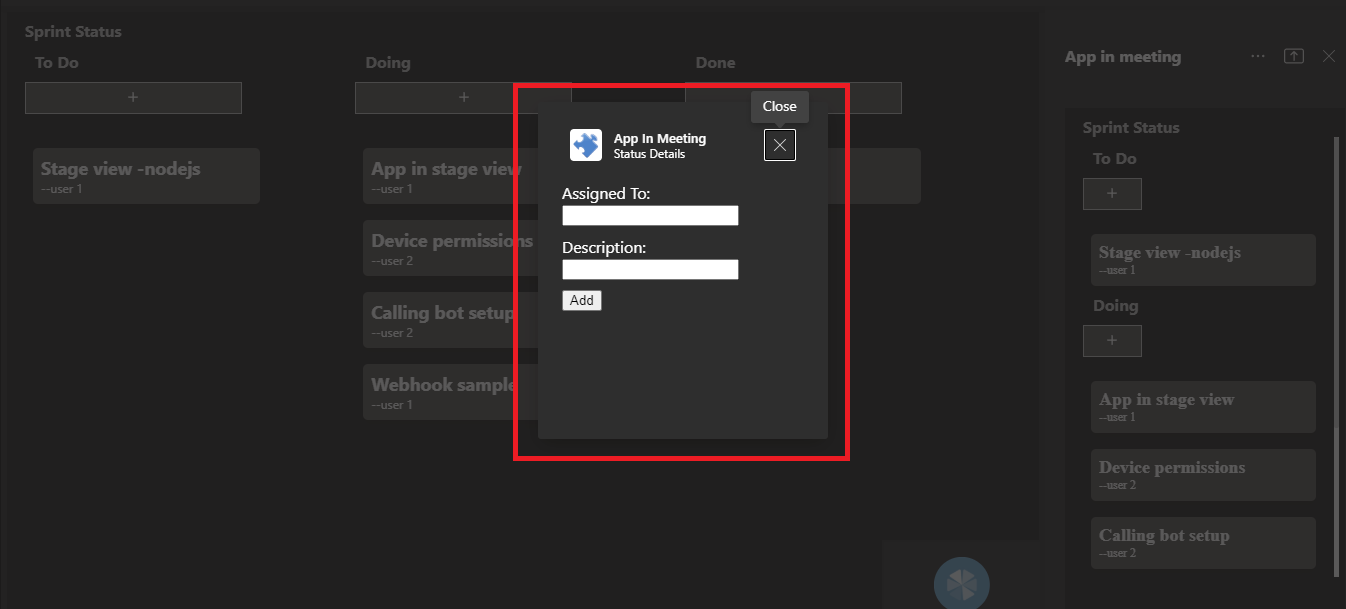 Sprint Status
To Do
Doing
Done
+
+
Stage view -nodejs
--user 1
App in stage view
--user 1
Device permissions
--user 2
Calling bot setup
--user 2
Webhook sample
--user 1
Close
App In Meeting
Status Details
Assigned To:
Description:
Add
App in meeting
Sprint Status
To Do
+
Stage view -nodejs
--user 1
Doing
+
App in stage view
--user 1
Device permissions
--user 2
Calling bot setup
--user 2